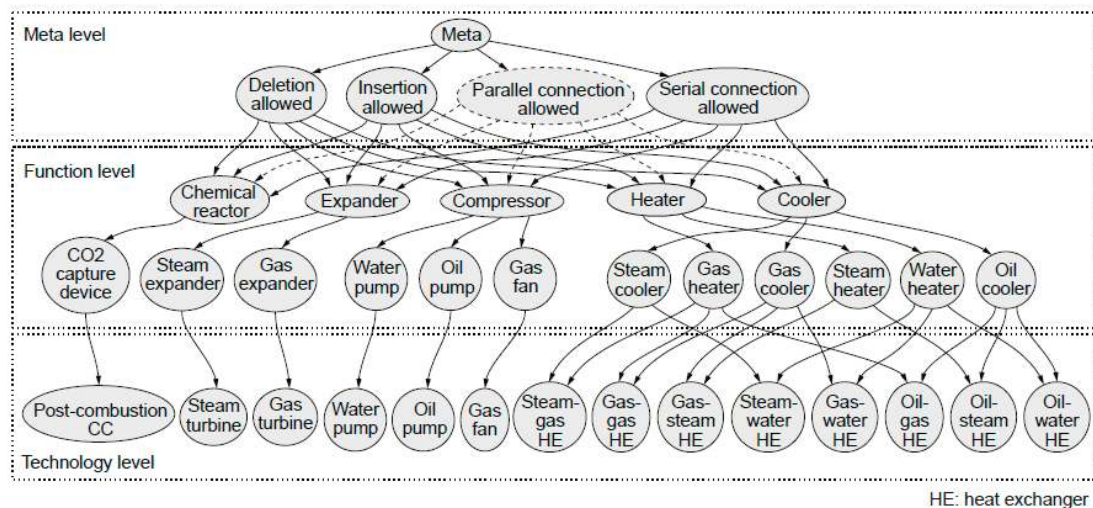 Meta level
Meta
Deletion
allowed
Insertion
allowed
Parallel connection
allowed
Serial connection
allowed
Function level
Chemical
reactor
Expander
Compressor
Heater
Cooler
CO2
capture
device
Steam
expander
Gas
expander
Water
pump
Oil
pump
Gas
fan
Steam
cooler
Gas
heater
Gas
cooler
Steam
heater
Water
heater
Oil
cooler
Post-combustion
CC
Steam
turbine
Gas
turbine
Water
pump
Oil
pump
Gas
fan
Steam-
gas
HE
Gas-
gas
HE
Gas-
steam
HE
Steam-
water
HE
Gas-
water
HE
Oil-
gas
HE
Oil-
steam
HE
Oil-
water
HE
Technology level
HE: heat exchanger